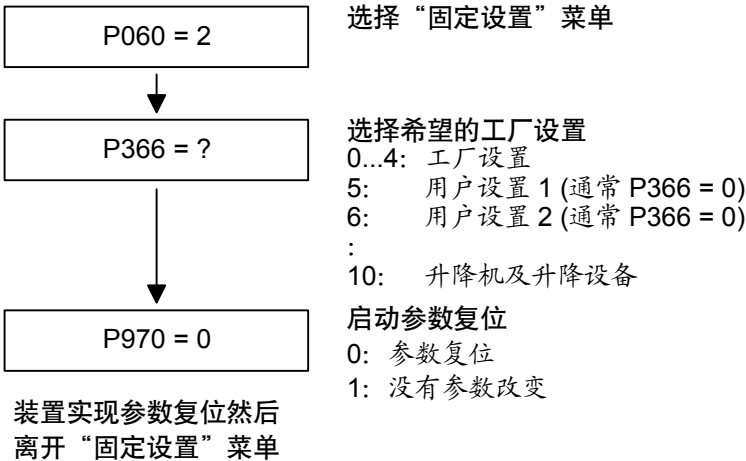 P060 = 2
选择“固定设置”菜单
P366 = ?
选择希望的工厂设置
0...4: 工厂设置
5: 用户设置 1 (通常 P366 = 0)
6: 用户设置 2 (通常 P366 = 0)
:
10: 升降机及升降设备
P970 = 0
启动参数复位
0: 参数复位
1: 没有参数改变
装置实现参数复位然后
离开“固定设置”菜单